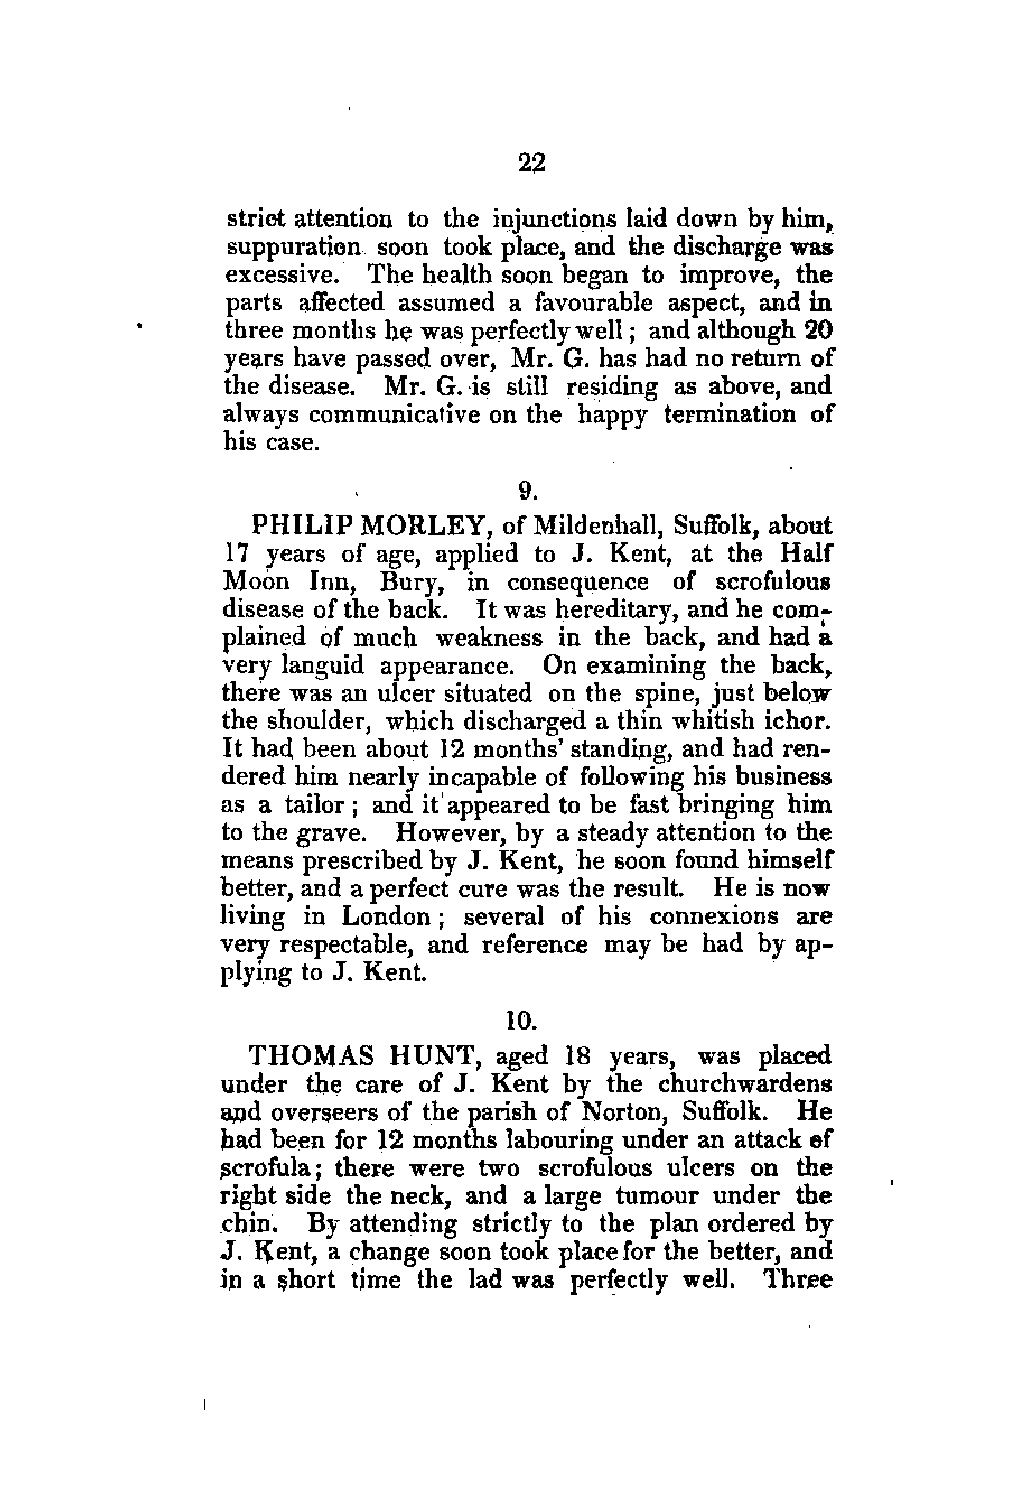 22
strict attention to the injunctions laid down by him,
suppuration soon took place, and the discharge was
excessive. The health soon began to improve, the
parts affected assumed a favourable aspect, and in
three months he was perfectly well; and although 20
years have passed over, Mr. G. has had no return of
the disease. Mr. G. is still residing as above, and
always communicative on the happy termination of
his case.
9.
PHILIP MORLEY, of Mildenhall, Suffolk, about
17 years of age, applied to J. Kent, at the Half
Moon Inn, Bury, in consequence of scrofulous
disease of the back. It was hereditary, and he com-
plained of much weakness in the back, and had a
very languid appearance. On examining the back,
there was an ulcer situated on the spine, just below
the shoulder, which discharged a thin whitish ichor.
It had been about 12 months' standing, and had ren-
dered him nearly incapable of following his business
as a tailor; and it appeared to be fast bringing him
to the grave. However, by a steady attention to the
means prescribed by J. Kent, he soon found himself
better, and a perfect cure was the result. He is now
living in London; several of his connexions are
very respectable, and reference may be had by ap-
plying to J. Kent.
10.
THOMAS HUNT, aged 18 years, was placed
under the care of J. Kent by the churchwardens
and overseers of the parish of Norton, Suffolk. He
had been for 12 months labouring under an attack of
scrofula; there were two scrofulous ulcers on the
right side the neck, and a large tumour under the
chin. By attending strictly to the plan ordered by
J. Kent, a change soon took place for the better, and
in a short time the lad was perfectly well. Three